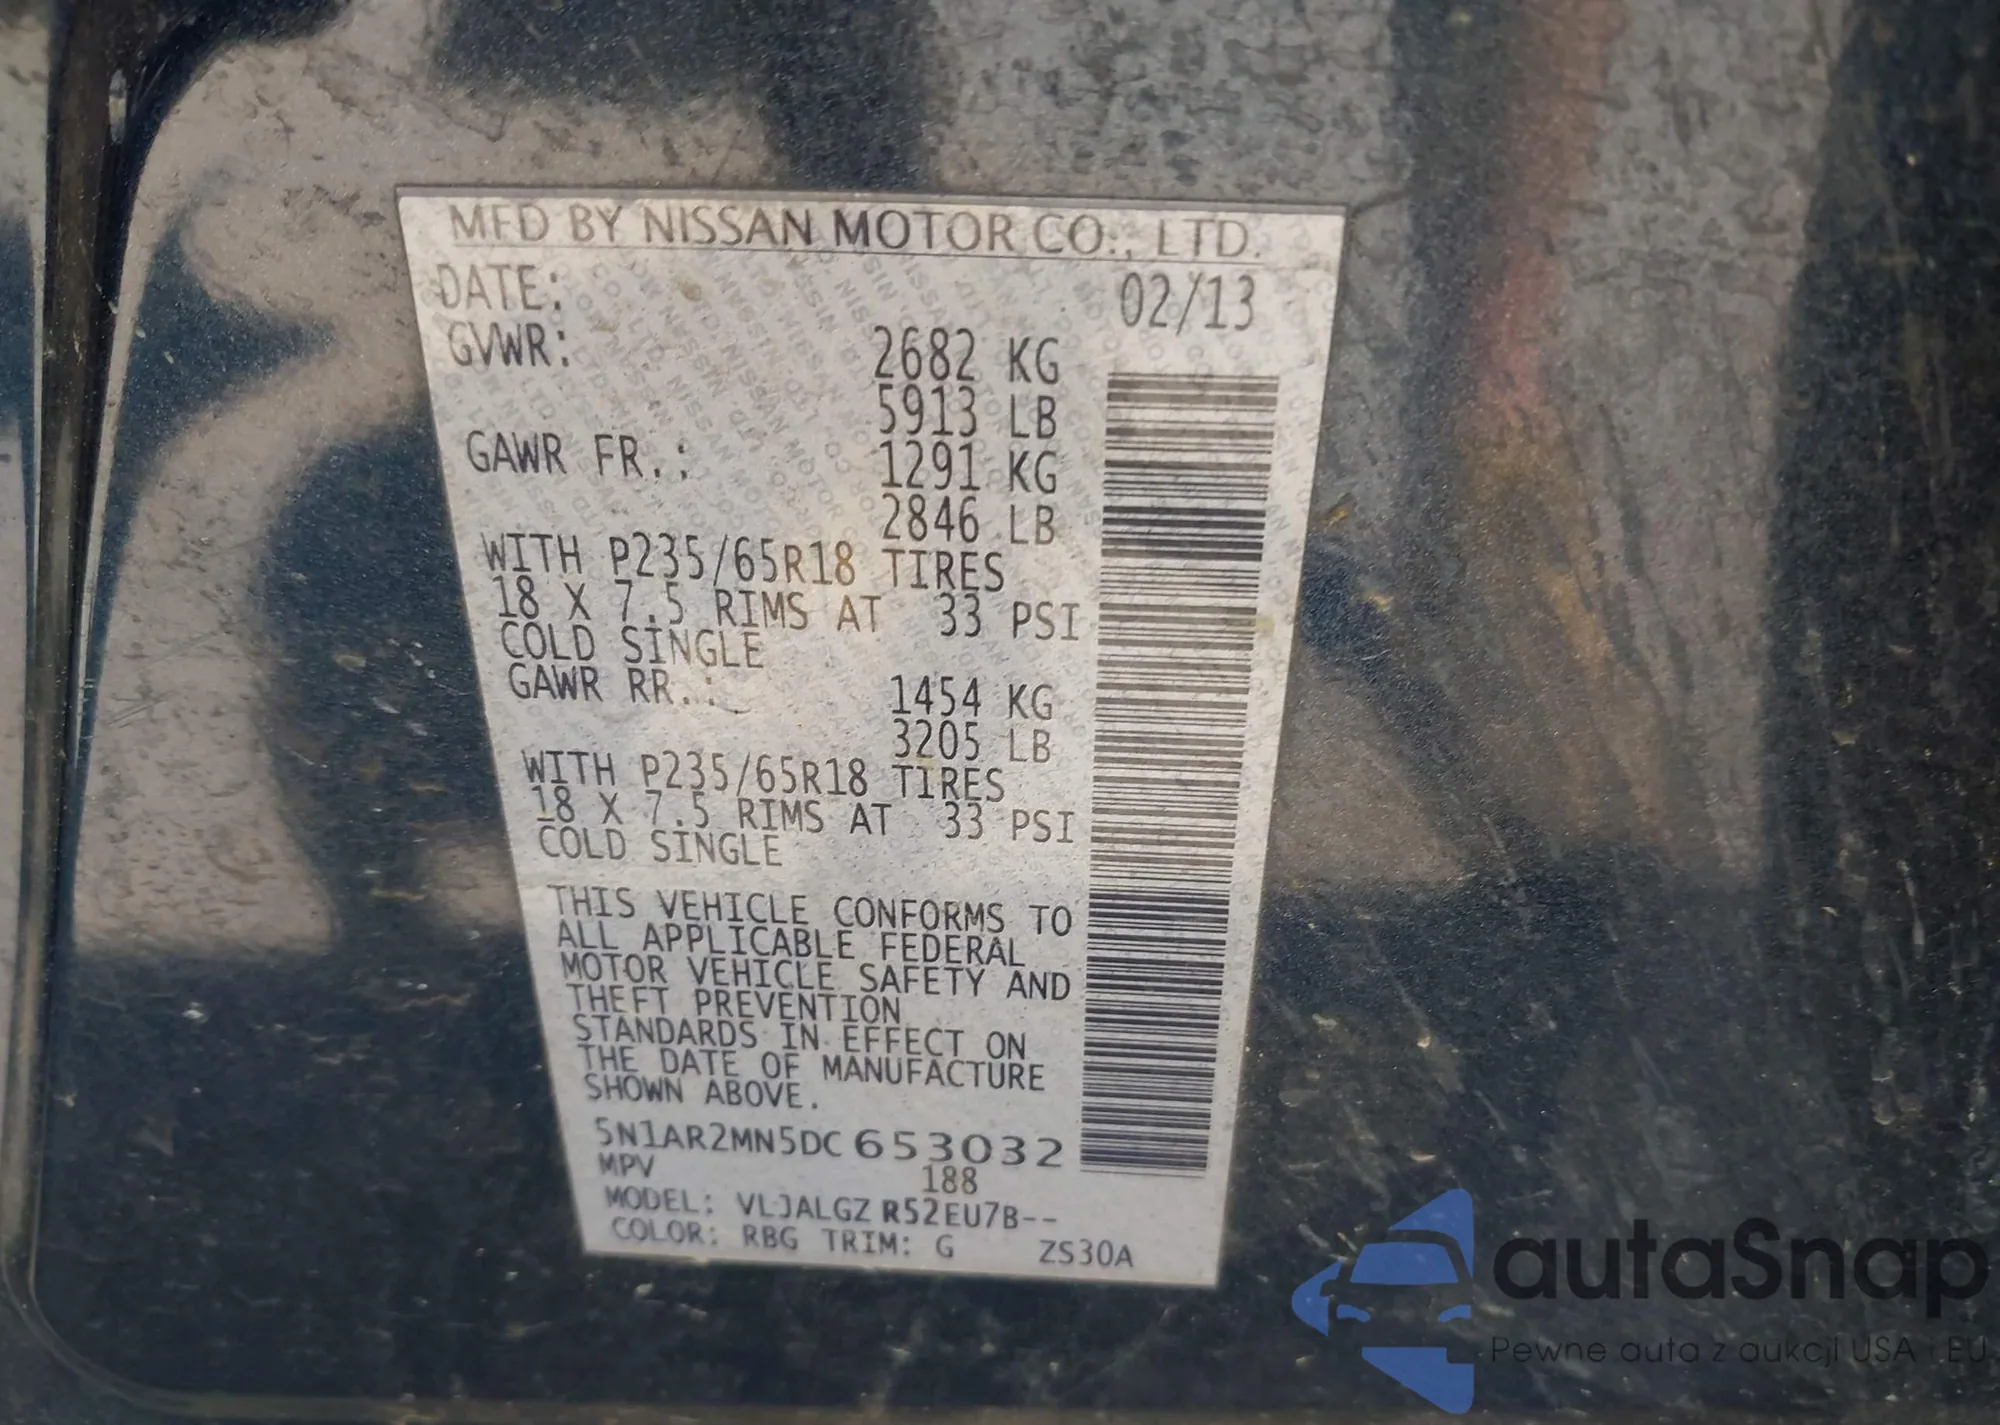 MFD BY NISSAN MOTOR CO., LTD.
DATE: 02/13
GVWR: 2682 KG
5913 LB
GAWR FR.: 1291 KG
2846 LB
WITH P235/65R18 TIRES
18 X 7.5 RIMS AT 33 PSI
COLD SINGLE
GAWR RR.: 1454 KG
3205 LB
WITH P235/65R18 TIRES
18 X 7.5 RIMS AT 33 PSI
COLD SINGLE
THIS VEHICLE CONFORMS TO
ALL APPLICABLE FEDERAL
MOTOR VEHICLE SAFETY AND
THEFT PREVENTION
STANDARDS IN EFFECT ON
THE DATE OF MANUFACTURE
SHOWN ABOVE.
5N1AR2MN5DC653032
MPV 188
MODEL: VLJALGZ R52EU7B--
COLOR: RBG TRIM: G ZS30A
autaSnap
Pewne auta z aukcji USA i EU